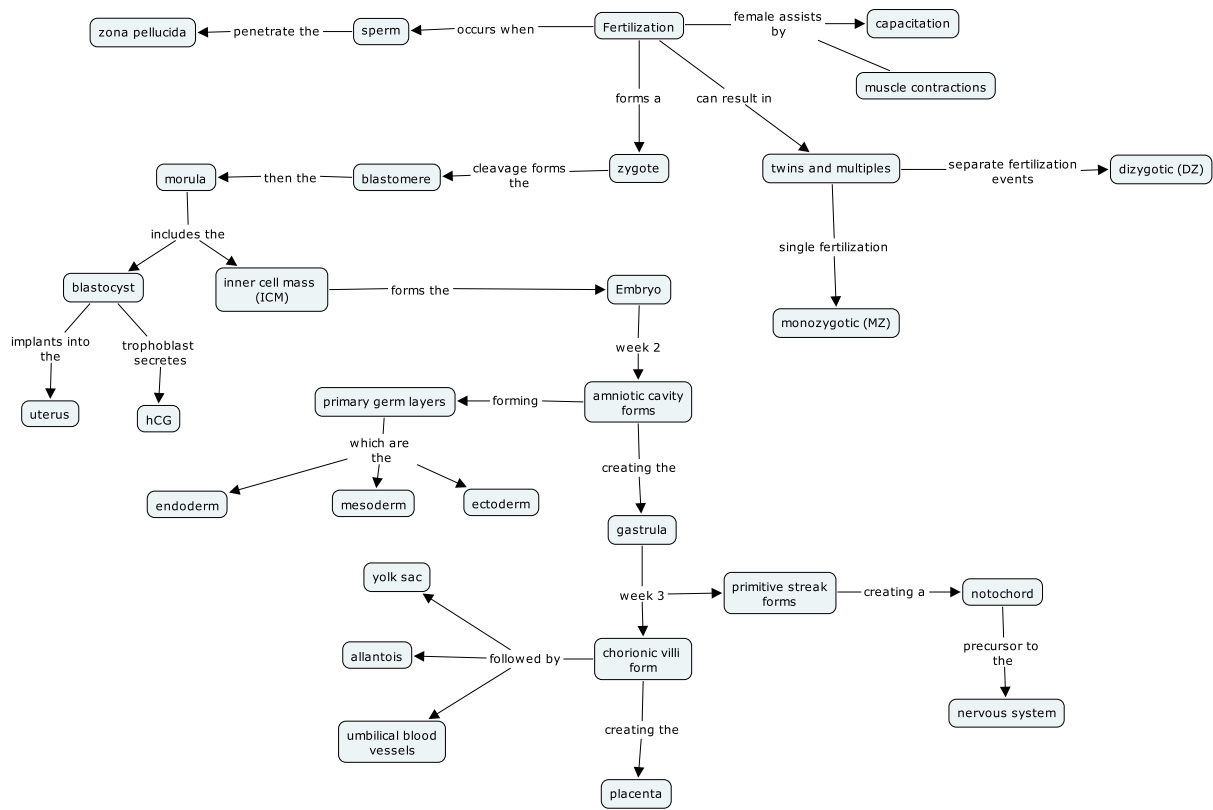 zona pellucida
penetrate the
sperm
occurs when
Fertilization
female assists
by
capacitation
muscle contractions
forms a
can result in
morula
then the
blastomere
cleavage forms
the
zygote
twins and multiples
separate fertilization
events
dizygotic (DZ)
includes the
single fertilization
blastocyst
inner cell mass
(ICM)
forms the
Embryo
monozygotic (MZ)
implants into
the
trophoblast
secretes
week 2
uterus
hCG
primary germ layers
forming
amniotic cavity
forms
which are
the
creating the
endoderm
mesoderm
ectoderm
gastrula
yolk sac
week 3
primitive streak
forms
creating a
notochord
allantois
followed by
chorionic villi
form
precursor to
the
umbilical blood
vessels
creating the
nervous system
placenta